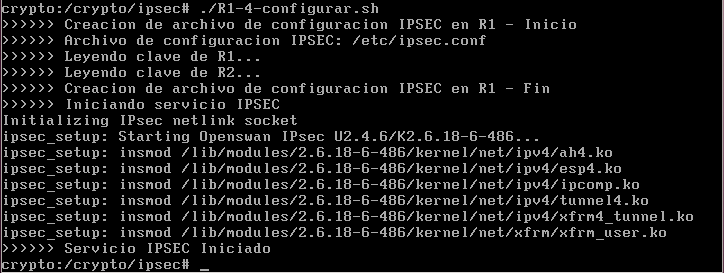 crypto:/crypto/ipsec# ./R1-4-configurar.sh
>>>>>> Creacion de archivo de configuracion IPSEC en R1 - Inicio
>>>>>> Archivo de configuracion IPSEC: /etc/ipsec.conf
>>>>>> Leyendo clave de R1...
>>>>>> Leyendo clave de R2...
>>>>>> Creacion de archivo de configuracion IPSEC en R1 - Fin
>>>>>> Iniciando servicio IPSEC
Initializing IPsec netlink socket
ipsec_setup: Starting Openswan IPsec U2.4.6/K2.6.18-6-486...
ipsec_setup: insmod /lib/modules/2.6.18-6-486/kernel/net/ipv4/ah4.ko
ipsec_setup: insmod /lib/modules/2.6.18-6-486/kernel/net/ipv4/esp4.ko
ipsec_setup: insmod /lib/modules/2.6.18-6-486/kernel/net/ipv4/ipcomp.ko
ipsec_setup: insmod /lib/modules/2.6.18-6-486/kernel/net/ipv4/tunnel4.ko
ipsec_setup: insmod /lib/modules/2.6.18-6-486/kernel/net/ipv4/xfrm4_tunnel.ko
ipsec_setup: insmod /lib/modules/2.6.18-6-486/kernel/net/xfrm/xfrm_user.ko
>>>>>> Servicio IPSEC Iniciado
crypto:/crypto/ipsec# _